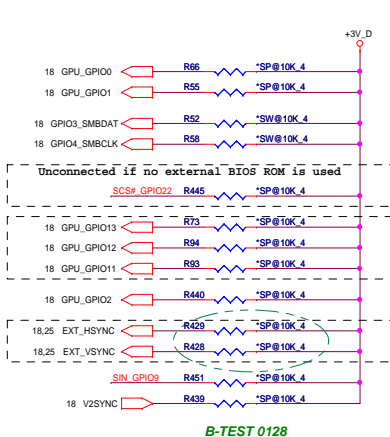 +3V_D
18 GPU_GPIO0 R66 *SP@10K_4
18 GPU_GPIO1 R55 *SP@10K_4
18 GPIO3_SMBDAT R52 *SW@10K_4
18 GPIO4_SMBCLK R58 *SW@10K_4
Unconnected if no external BIOS ROM is used
SCS#_GPIO22 R445 *SP@10K_4
18 GPU_GPIO13 R73 *SP@10K_4
18 GPU_GPIO12 R94 *SP@10K_4
18 GPU_GPIO11 R93 *SP@10K_4
18 GPU_GPIO2 R440 *SP@10K_4
18,25 EXT_HSYNC R429 *SP@10K_4
18,25 EXT_VSYNC R428 *SP@10K_4
SIN_GPIO9 R451 *SP@10K_4
18 V2SYNC R439 *SP@10K_4
B-TEST 0128